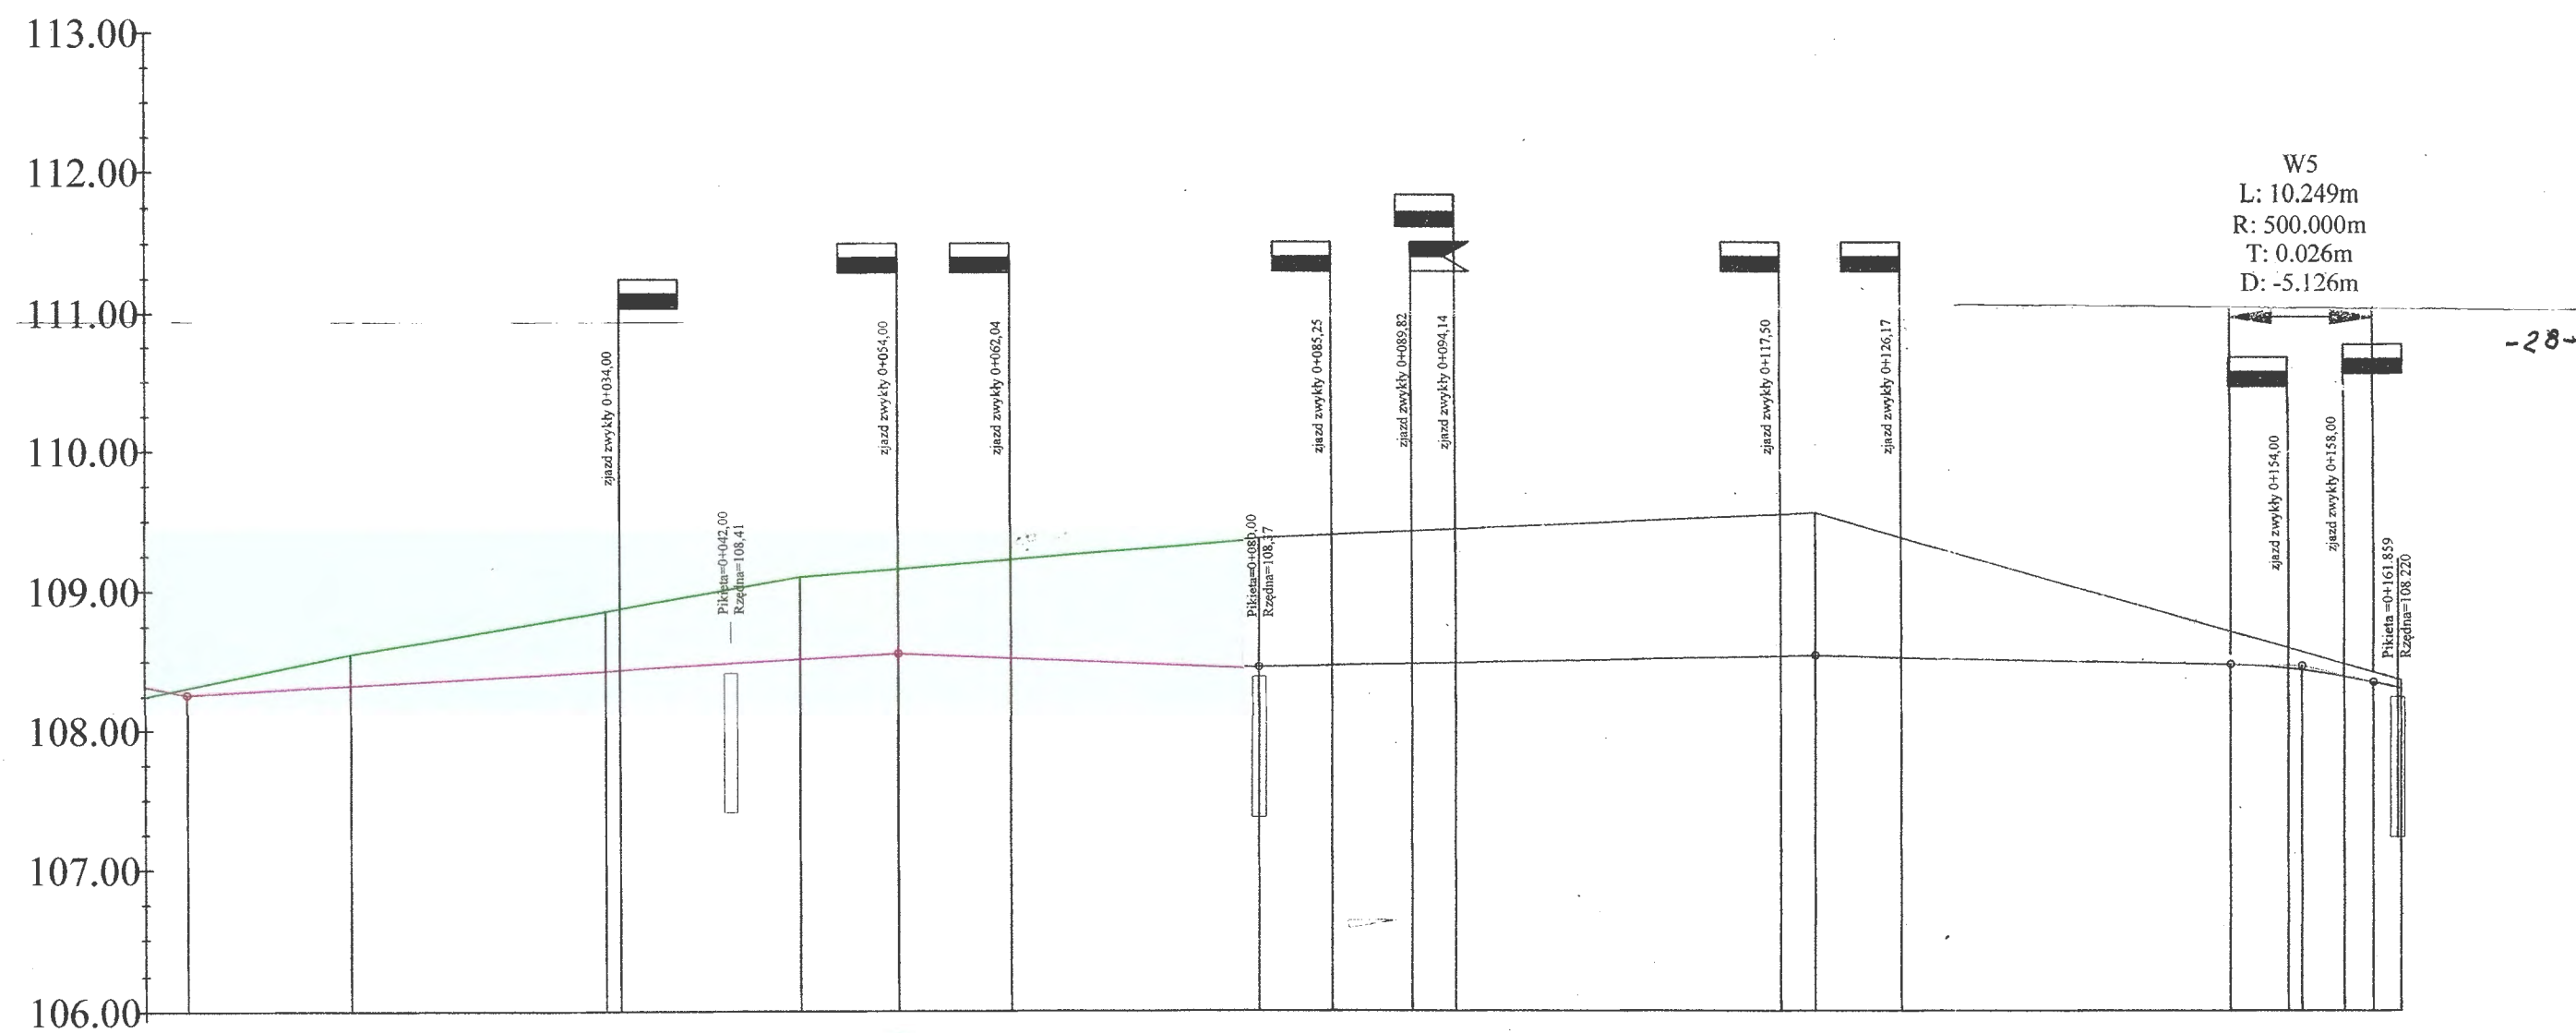 113.00
112.00
111.00
110.00
109.00
108.00
107.00
106.00
zjazd zwykły 0+034,00
Pikieta=0+042,00
Rzędna=108,41
zjazd zwykły 0+054,00
zjazd zwykły 0+062,04
Pikieta=0+080,00
Rzędna=108,37
zjazd zwykły 0+085,25
zjazd zwykły 0+089,82
zjazd zwykły 0+094,14
zjazd zwykły 0+117,50
zjazd zwykły 0+126,17
W5
L: 10.249m
R: 500.000m
T: 0.026m
D: -5.126m
zjazd zwykły 0+154,00
zjazd zwykły 0+158,00
Pikieta =0+161.859
Rzędna=108.220
-28-